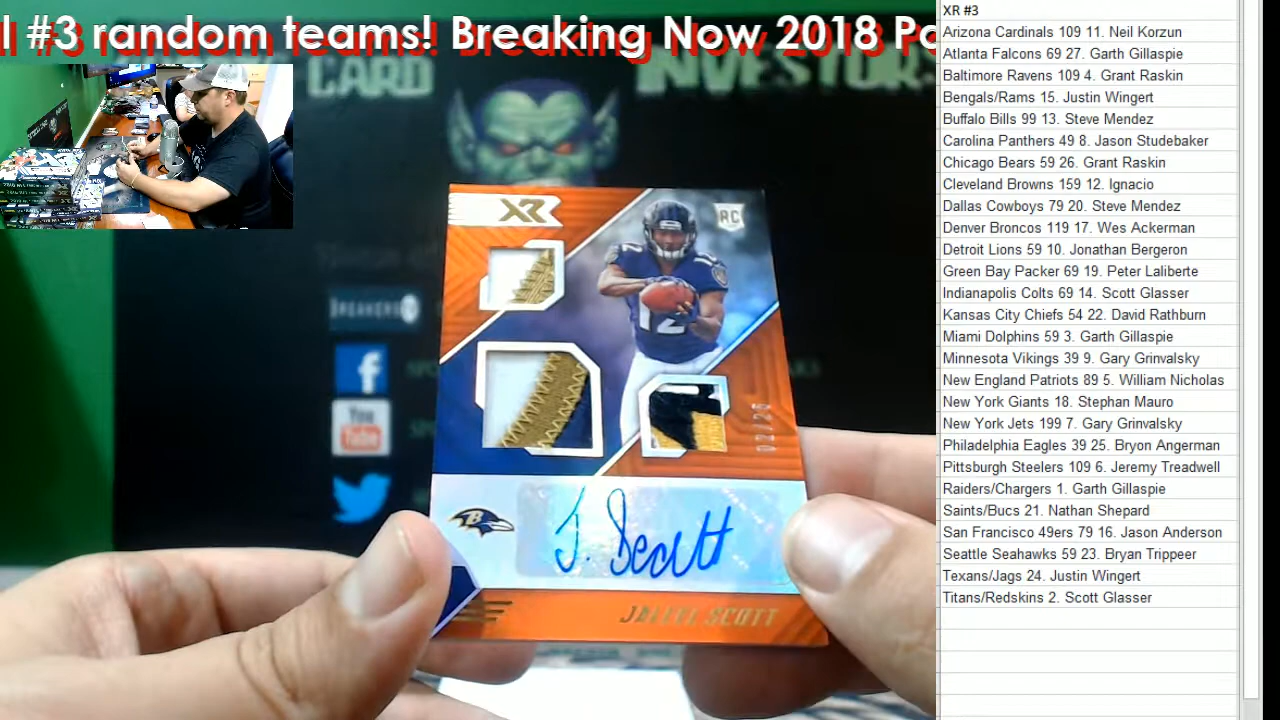 l #3 random teams! Breaking Now 2018 Pa
CARD INVESTOR
BREAKERS
You
Tube
XR
RC
12
12
02/25
J. Scott
JALEEL SCOTT
XR #3
Arizona Cardinals 109 11. Neil Korzun
Atlanta Falcons 69 27. Garth Gillaspie
Baltimore Ravens 109 4. Grant Raskin
Bengals/Rams 15. Justin Wingert
Buffalo Bills 99 13. Steve Mendez
Carolina Panthers 49 8. Jason Studebaker
Chicago Bears 59 26. Grant Raskin
Cleveland Browns 159 12. Ignacio
Dallas Cowboys 79 20. Steve Mendez
Denver Broncos 119 17. Wes Ackerman
Detroit Lions 59 10. Jonathan Bergeron
Green Bay Packer 69 19. Peter Laliberte
Indianapolis Colts 69 14. Scott Glasser
Kansas City Chiefs 54 22. David Rathburn
Miami Dolphins 59 3. Garth Gillaspie
Minnesota Vikings 39 9. Gary Grinvalsky
New England Patriots 89 5. William Nicholas
New York Giants 18. Stephan Mauro
New York Jets 199 7. Gary Grinvalsky
Philadelphia Eagles 39 25. Bryon Angerman
Pittsburgh Steelers 109 6. Jeremy Treadwell
Raiders/Chargers 1. Garth Gillaspie
Saints/Bucs 21. Nathan Shepard
San Francisco 49ers 79 16. Jason Anderson
Seattle Seahawks 59 23. Bryan Trippeer
Texans/Jags 24. Justin Wingert
Titans/Redskins 2. Scott Glasser